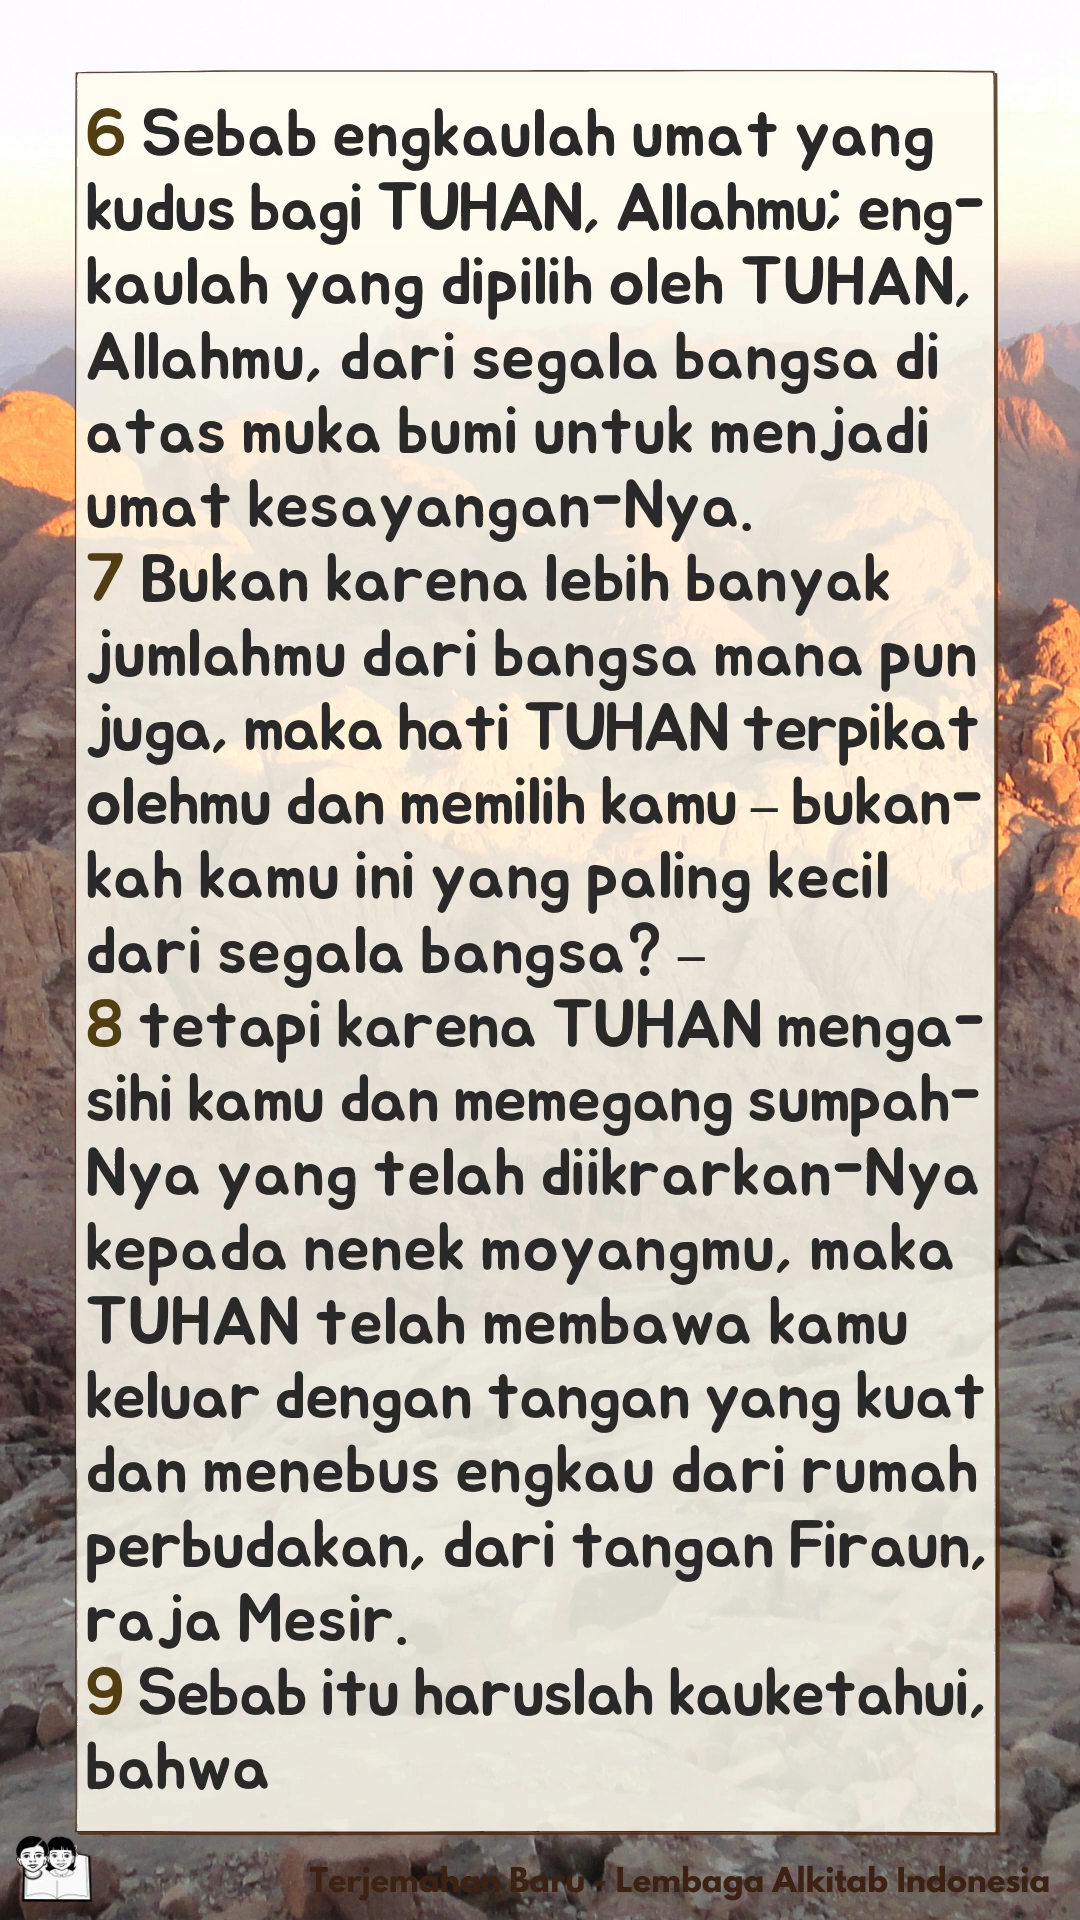 6 Sebab engkaulah umat yang
kudus bagi TUHAN, Allahmu; eng-
kaulah yang dipilih oleh TUHAN,
Allahmu, dari segala bangsa di
atas muka bumi untuk menjadi
umat kesayangan-Nya.
7 Bukan karena lebih banyak
jumlahmu dari bangsa mana pun
juga, maka hati TUHAN terpikat
olehmu dan memilih kamu – bukan-
kah kamu ini yang paling kecil
dari segala bangsa? –
8 tetapi karena TUHAN menga-
sihi kamu dan memegang sumpah-
Nya yang telah diikrarkan-Nya
kepada nenek moyangmu, maka
TUHAN telah membawa kamu
keluar dengan tangan yang kuat
dan menebus engkau dari rumah
perbudakan, dari tangan Firaun,
raja Mesir.
9 Sebab itu haruslah kauketahui,
bahwa
Terjemahan Baru - Lembaga Alkitab Indonesia